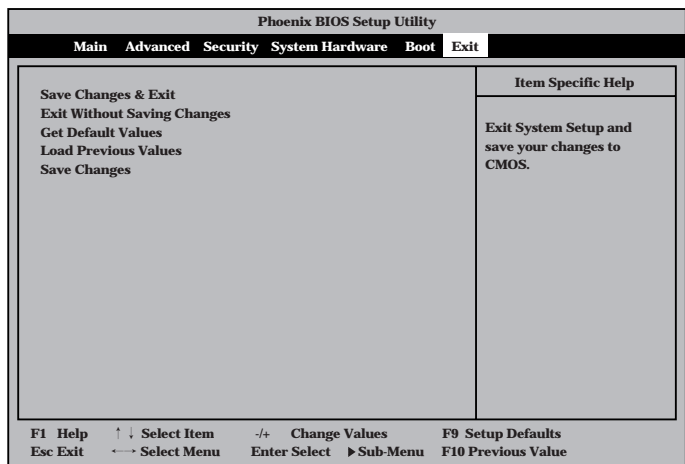 Phoenix BIOS Setup Utility
Main Advanced Security System Hardware Boot Exit
Save Changes & Exit
Exit Without Saving Changes
Get Default Values
Load Previous Values
Save Changes
Item Specific Help
Exit System Setup and
save your changes to
CMOS.
F1 Help ↑ ↓ Select Item -/+ Change Values F9 Setup Defaults
Esc Exit ←→ Select Menu Enter Select ▶ Sub-Menu F10 Previous Value